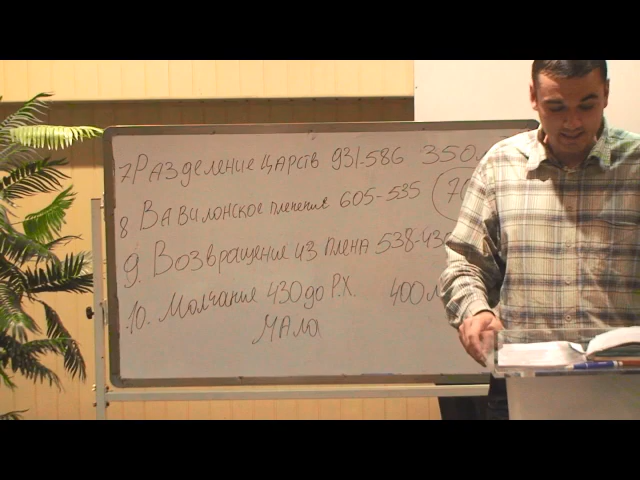 7 Разделение царств 931-586 350
8 Вавилонское пленение 605-535 70
9. Возвращение из плена 538-430
10. Молчание 430 до Р.Х. 400 л
МАла